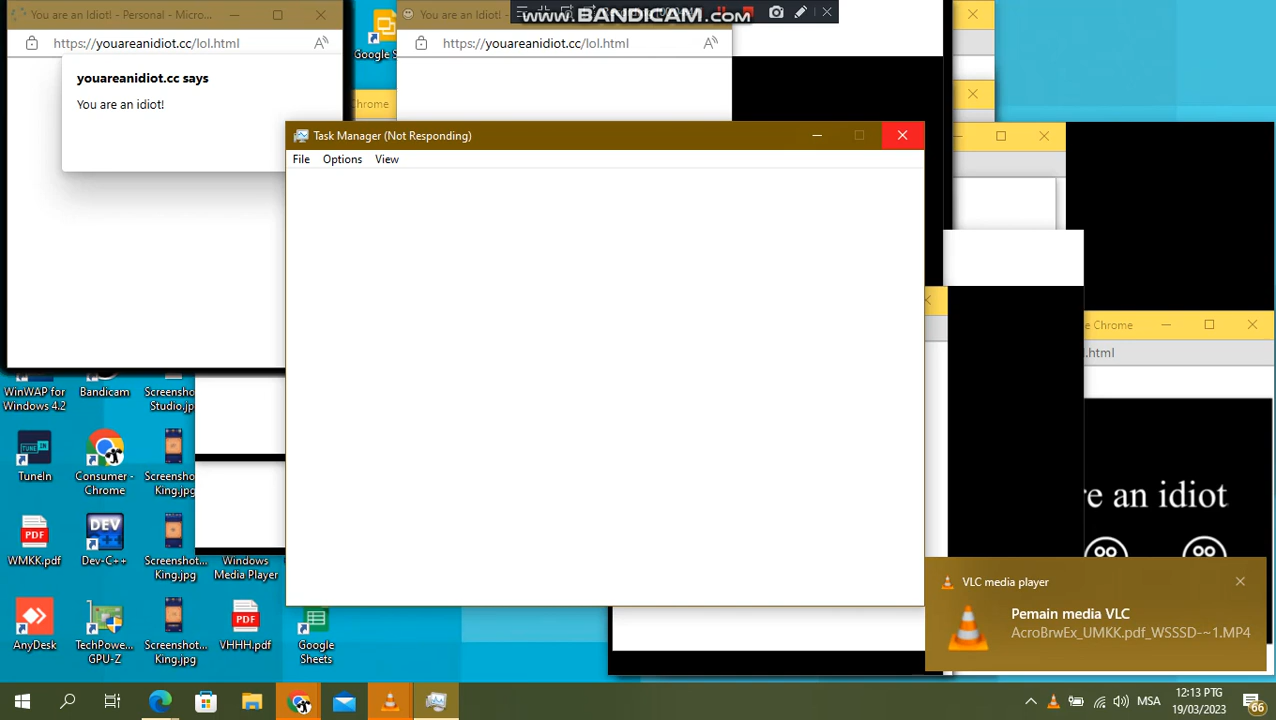 You are an Idiot! - Personal - Micro...
https://youareanidiot.cc/lol.html
youareanidiot.cc says
You are an idiot!
You are an Idiot! -
https://youareanidiot.cc/lol.html
www.BANDICAM.com
Google S
Chrome
Task Manager (Not Responding)
File Options View
e Chrome
.html
re an idiot
WinWAP for
Windows 4.2
Bandicam
Screenshot
Studio.jp
TuneIn
Consumer -
Chrome
Screenshot
King.jpg
WMKK.pdf
Dev-C++
Screenshot...
King.jpg
Windows
Media Player
AnyDesk
TechPowe...
GPU-Z
Screenshot...
King.jpg
VHHH.pdf
Google
Sheets
VLC media player
Pemain media VLC
AcroBrwEx_UMKK.pdf_WSSSD-~1.MP4
MSA
12:13 PTG
19/03/2023
66